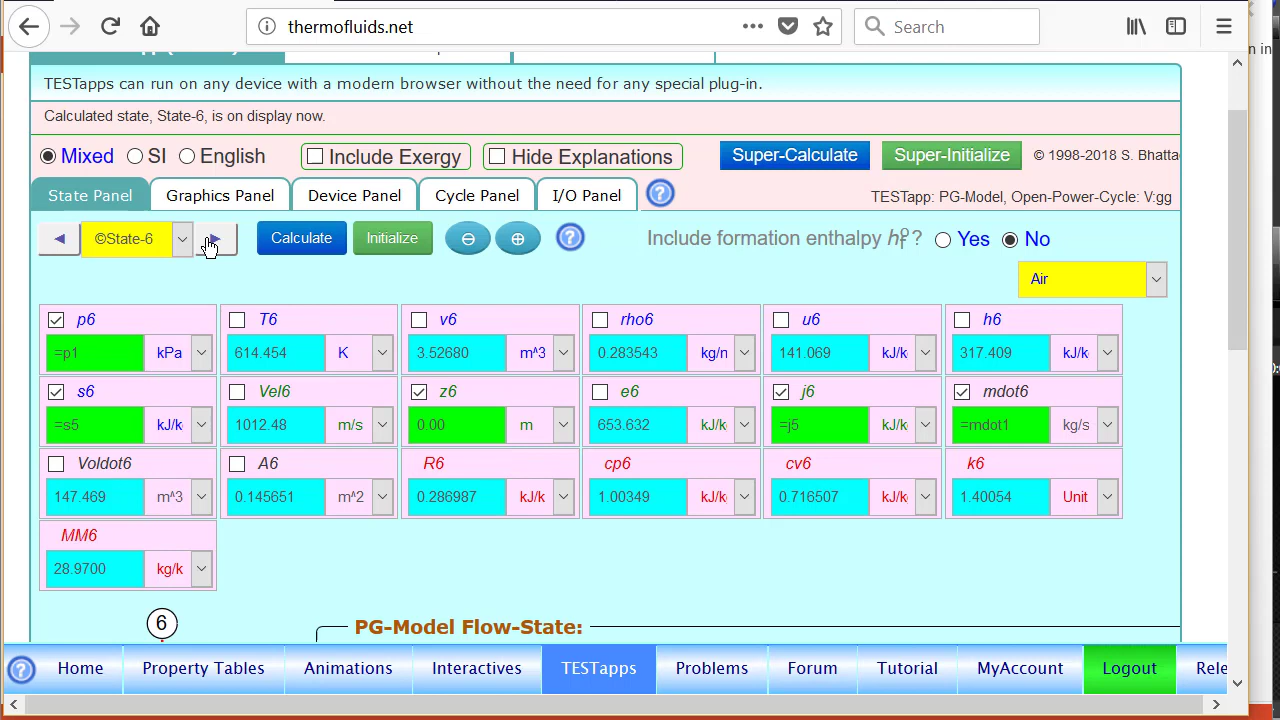 thermofluids.net
Search
n in
TESTapps can run on any device with a modern browser without the need for any special plug-in.
Calculated state, State-6, is on display now.
Mixed SI English Include Exergy Hide Explanations Super-Calculate Super-Initialize © 1998-2018 S. Bhatta
State Panel Graphics Panel Device Panel Cycle Panel I/O Panel ? TESTapp: PG-Model, Open-Power-Cycle: V:gg
©State-6 Calculate Initialize ? Include formation enthalpy h°f? Yes No
Air
p6 T6 v6 rho6 u6 h6
=p1 kPa 614.454 K 3.52680 m^3 0.283543 kg/n 141.069 kJ/k 317.409 kJ/k
s6 Vel6 z6 e6 j6 mdot6
=s5 kJ/k 1012.48 m/s 0.00 m 653.632 kJ/k =j5 kJ/k =mdot1 kg/s
Voldot6 A6 R6 cp6 cv6 k6
147.469 m^3 0.145651 m^2 0.286987 kJ/k 1.00349 kJ/k 0.716507 kJ/k 1.40054 Unit
MM6
28.9700 kg/k
6 PG-Model Flow-State:
? Home Property Tables Animations Interactives TESTapps Problems Forum Tutorial MyAccount Logout Rele